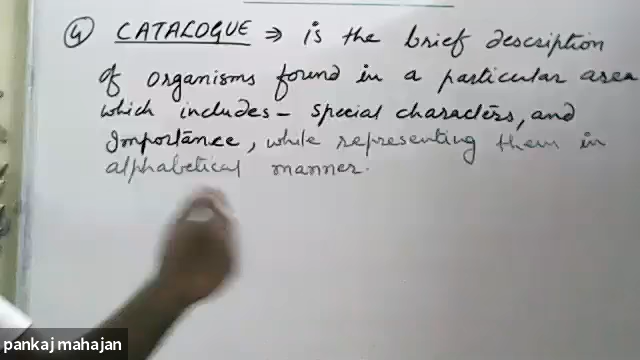 ④ CATALOGUE ⇒ is the brief description
of organisms found in a particular area
which includes - special characters, and
Importance, while representing them in
alphabetical manner.
pankaj mahajan